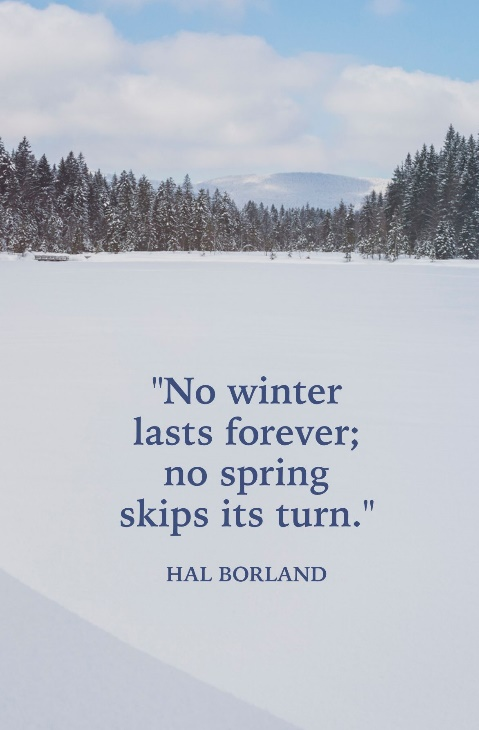 "No winter
lasts forever;
no spring
skips its turn."
HAL BORLAND